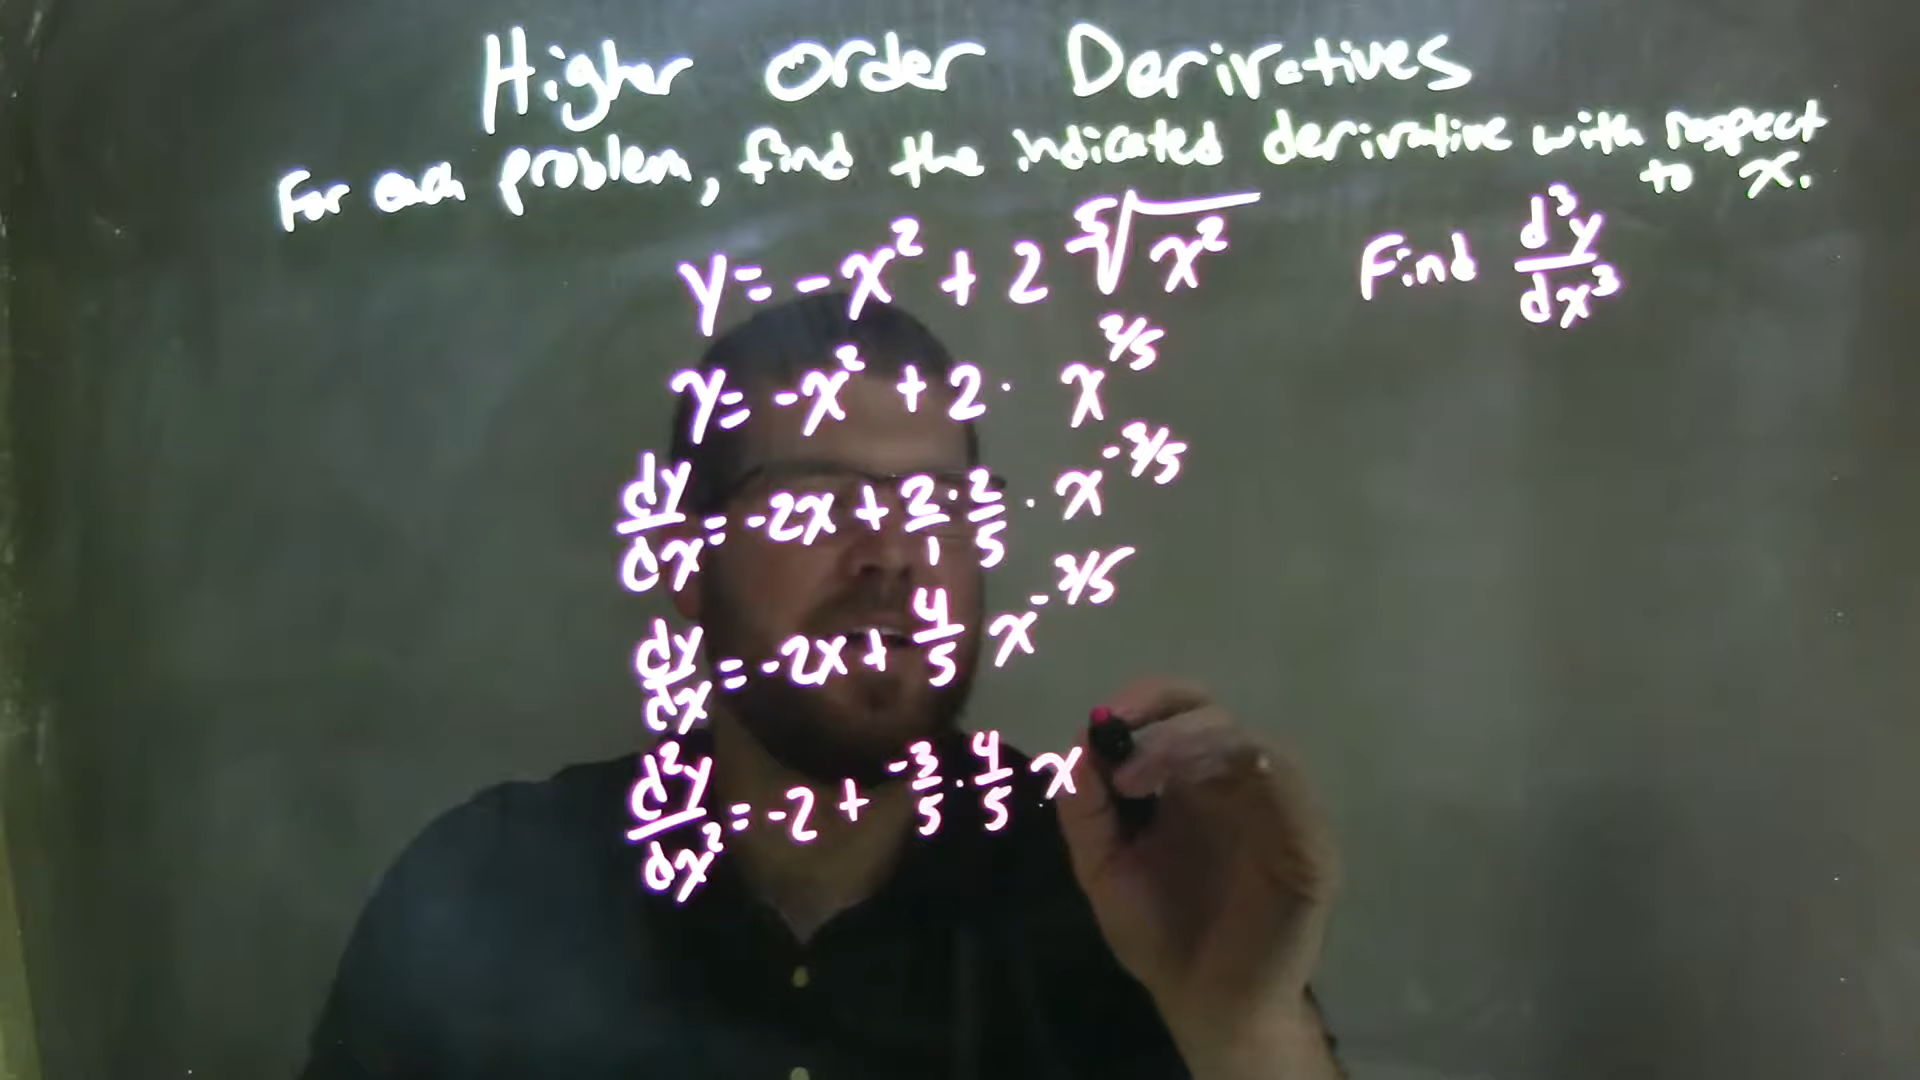 Higher Order Derivatives
For each problem, find the indicated derivative with respect to x.
y = -x² + 2 ⁵√x² Find d³y/dx³
y = -x² + 2 · x^2/5
dy/dx = -2x + 2/1 · 2/5 · x^-3/5
dy/dx = -2x + 4/5 x^-3/5
d²y/dx² = -2 + -3/5 · 4/5 x